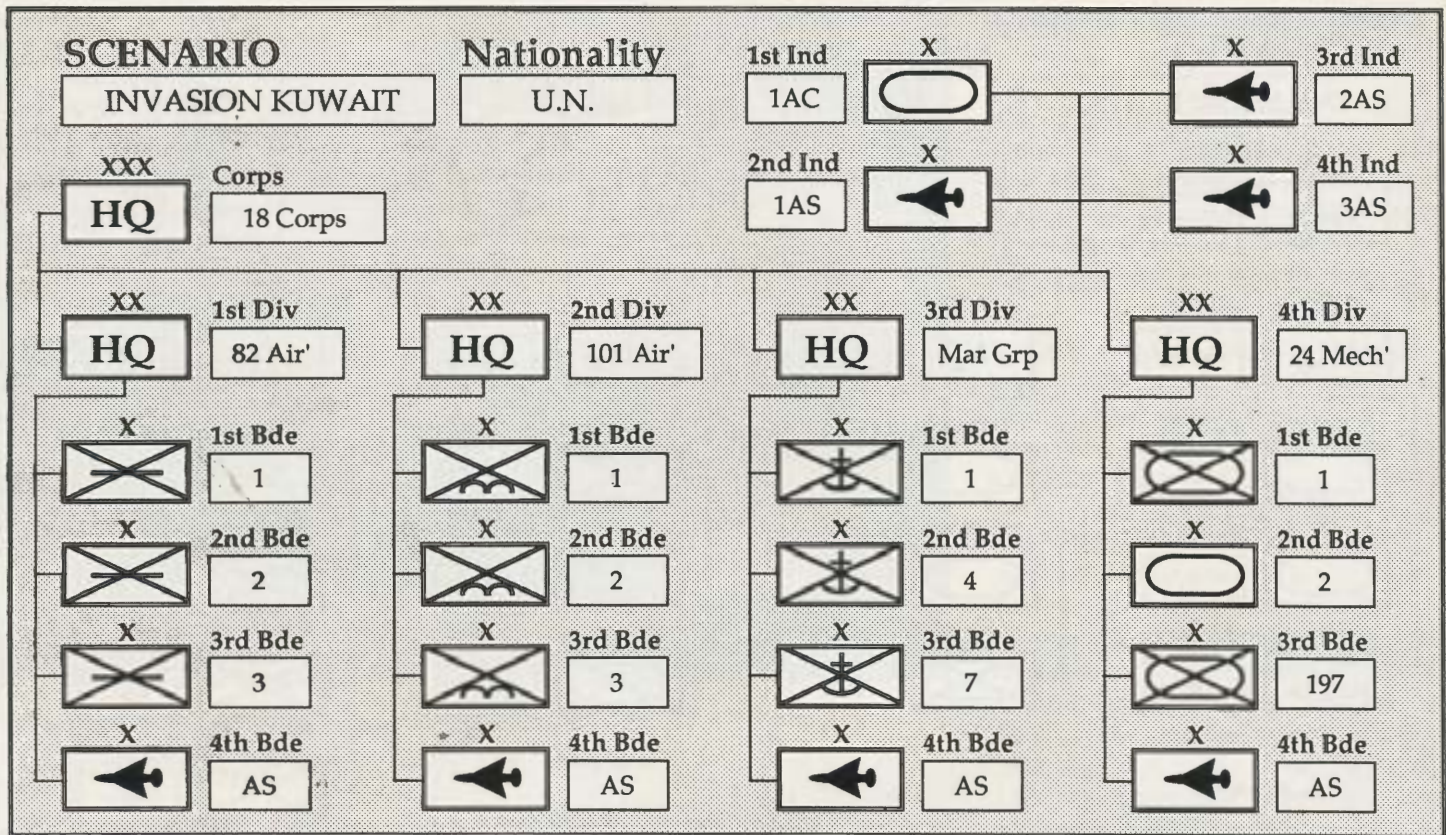 SCENARIO Nationality
INVASION KUWAIT U.N.
XXX
HQ
Corps
18 Corps
1st Ind X
1AC
X 3rd Ind
2AS
2nd Ind X
1AS
X 4th Ind
3AS
XX 1st Div
HQ 82 Air'
XX 2nd Div
HQ 101 Air'
XX 3rd Div
HQ Mar Grp
XX 4th Div
HQ 24 Mech'
X 1st Bde
1
X 1st Bde
1
X 1st Bde
1
X 1st Bde
1
X 2nd Bde
2
X 2nd Bde
2
X 2nd Bde
4
X 2nd Bde
2
X 3rd Bde
3
X 3rd Bde
3
X 3rd Bde
7
X 3rd Bde
197
X 4th Bde
AS
X 4th Bde
AS
X 4th Bde
AS
X 4th Bde
AS